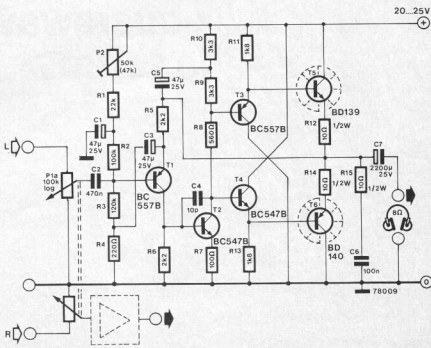 20...25V
P2
50k
(47k)
R1
22k
C1
47µ
25V
L
P1a
100k
log
C2
470n
R2
100k
R3
120k
R4
220Ω
C3
47µ
25V
C5
47µ
25V
R5
2k2
T1
BC
557B
R6
2k2
R10
3k3
R9
3k3
R8
560Ω
C4
10p
T2
BC547B
R7
100Ω
R11
1k8
T3
BC557B
T4
BC547B
R13
1k8
T5
BD139
R12
10Ω
1/2W
R14
10Ω
1/2W
T6
BD
140
R15
10Ω
1/2W
C7
2200µ
25V
8Ω
C6
100n
0
78009
R